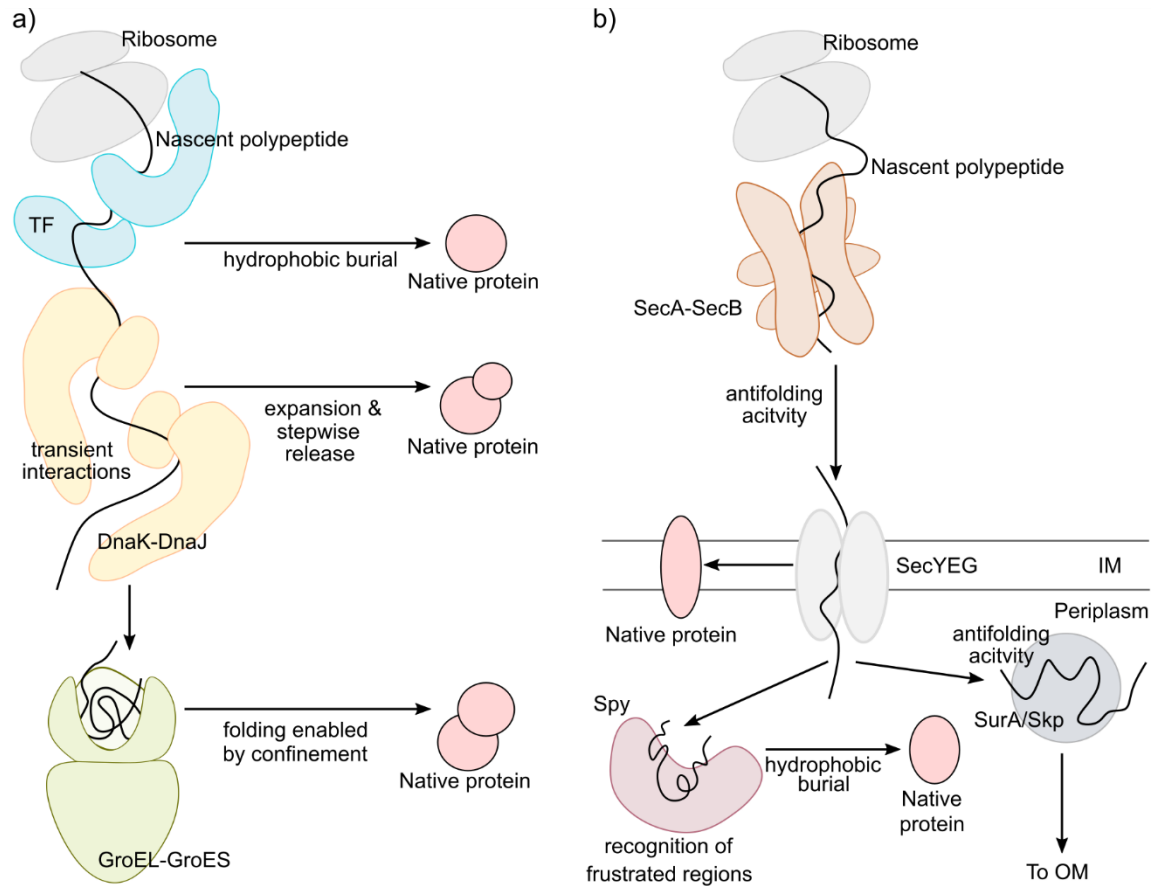 a)
Ribosome
Nascent polypeptide
TF
hydrophobic burial
Native protein
transient
interactions
expansion &
stepwise
release
Native protein
DnaK-DnaJ
folding enabled
by confinement
Native protein
GroEL-GroES
b)
Ribosome
Nascent polypeptide
SecA-SecB
antifolding
acitvity
SecYEG
IM
Native protein
Periplasm
antifolding
acitvity
SurA/Skp
Spy
hydrophobic
burial
Native
protein
recognition of
frustrated regions
To OM